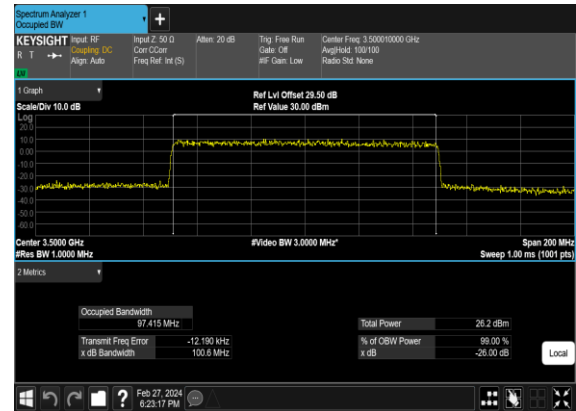 Spectrum Analyzer 1
Occupied BW
+
KEYSIGHT Input: RF Input Z: 50 Ω Atten: 20 dB Trig: Free Run Center Freq: 3.500010000 GHz
R T Coupling: DC Corr CCorr Gate: Off Avg|Hold: 100/100
Align: Auto Freq Ref: Int (S) #IF Gain: Low Radio Std: None
LXI
1 Graph
Ref Lvl Offset 29.50 dB
Scale/Div 10.0 dB Ref Value 30.00 dBm
Log
20.0
10.0
0.00
-10.0
-20.0
-30.0
-40.0
-50.0
-60.0
Center 3.5000 GHz #Video BW 3.0000 MHz* Span 200 MHz
#Res BW 1.0000 MHz Sweep 1.00 ms (1001 pts)
2 Metrics
Occupied Bandwidth
97.415 MHz Total Power 26.2 dBm
Transmit Freq Error -12.190 kHz % of OBW Power 99.00 %
x dB Bandwidth 100.6 MHz x dB -26.00 dB
Local
? Feb 27, 2024
6:23:17 PM